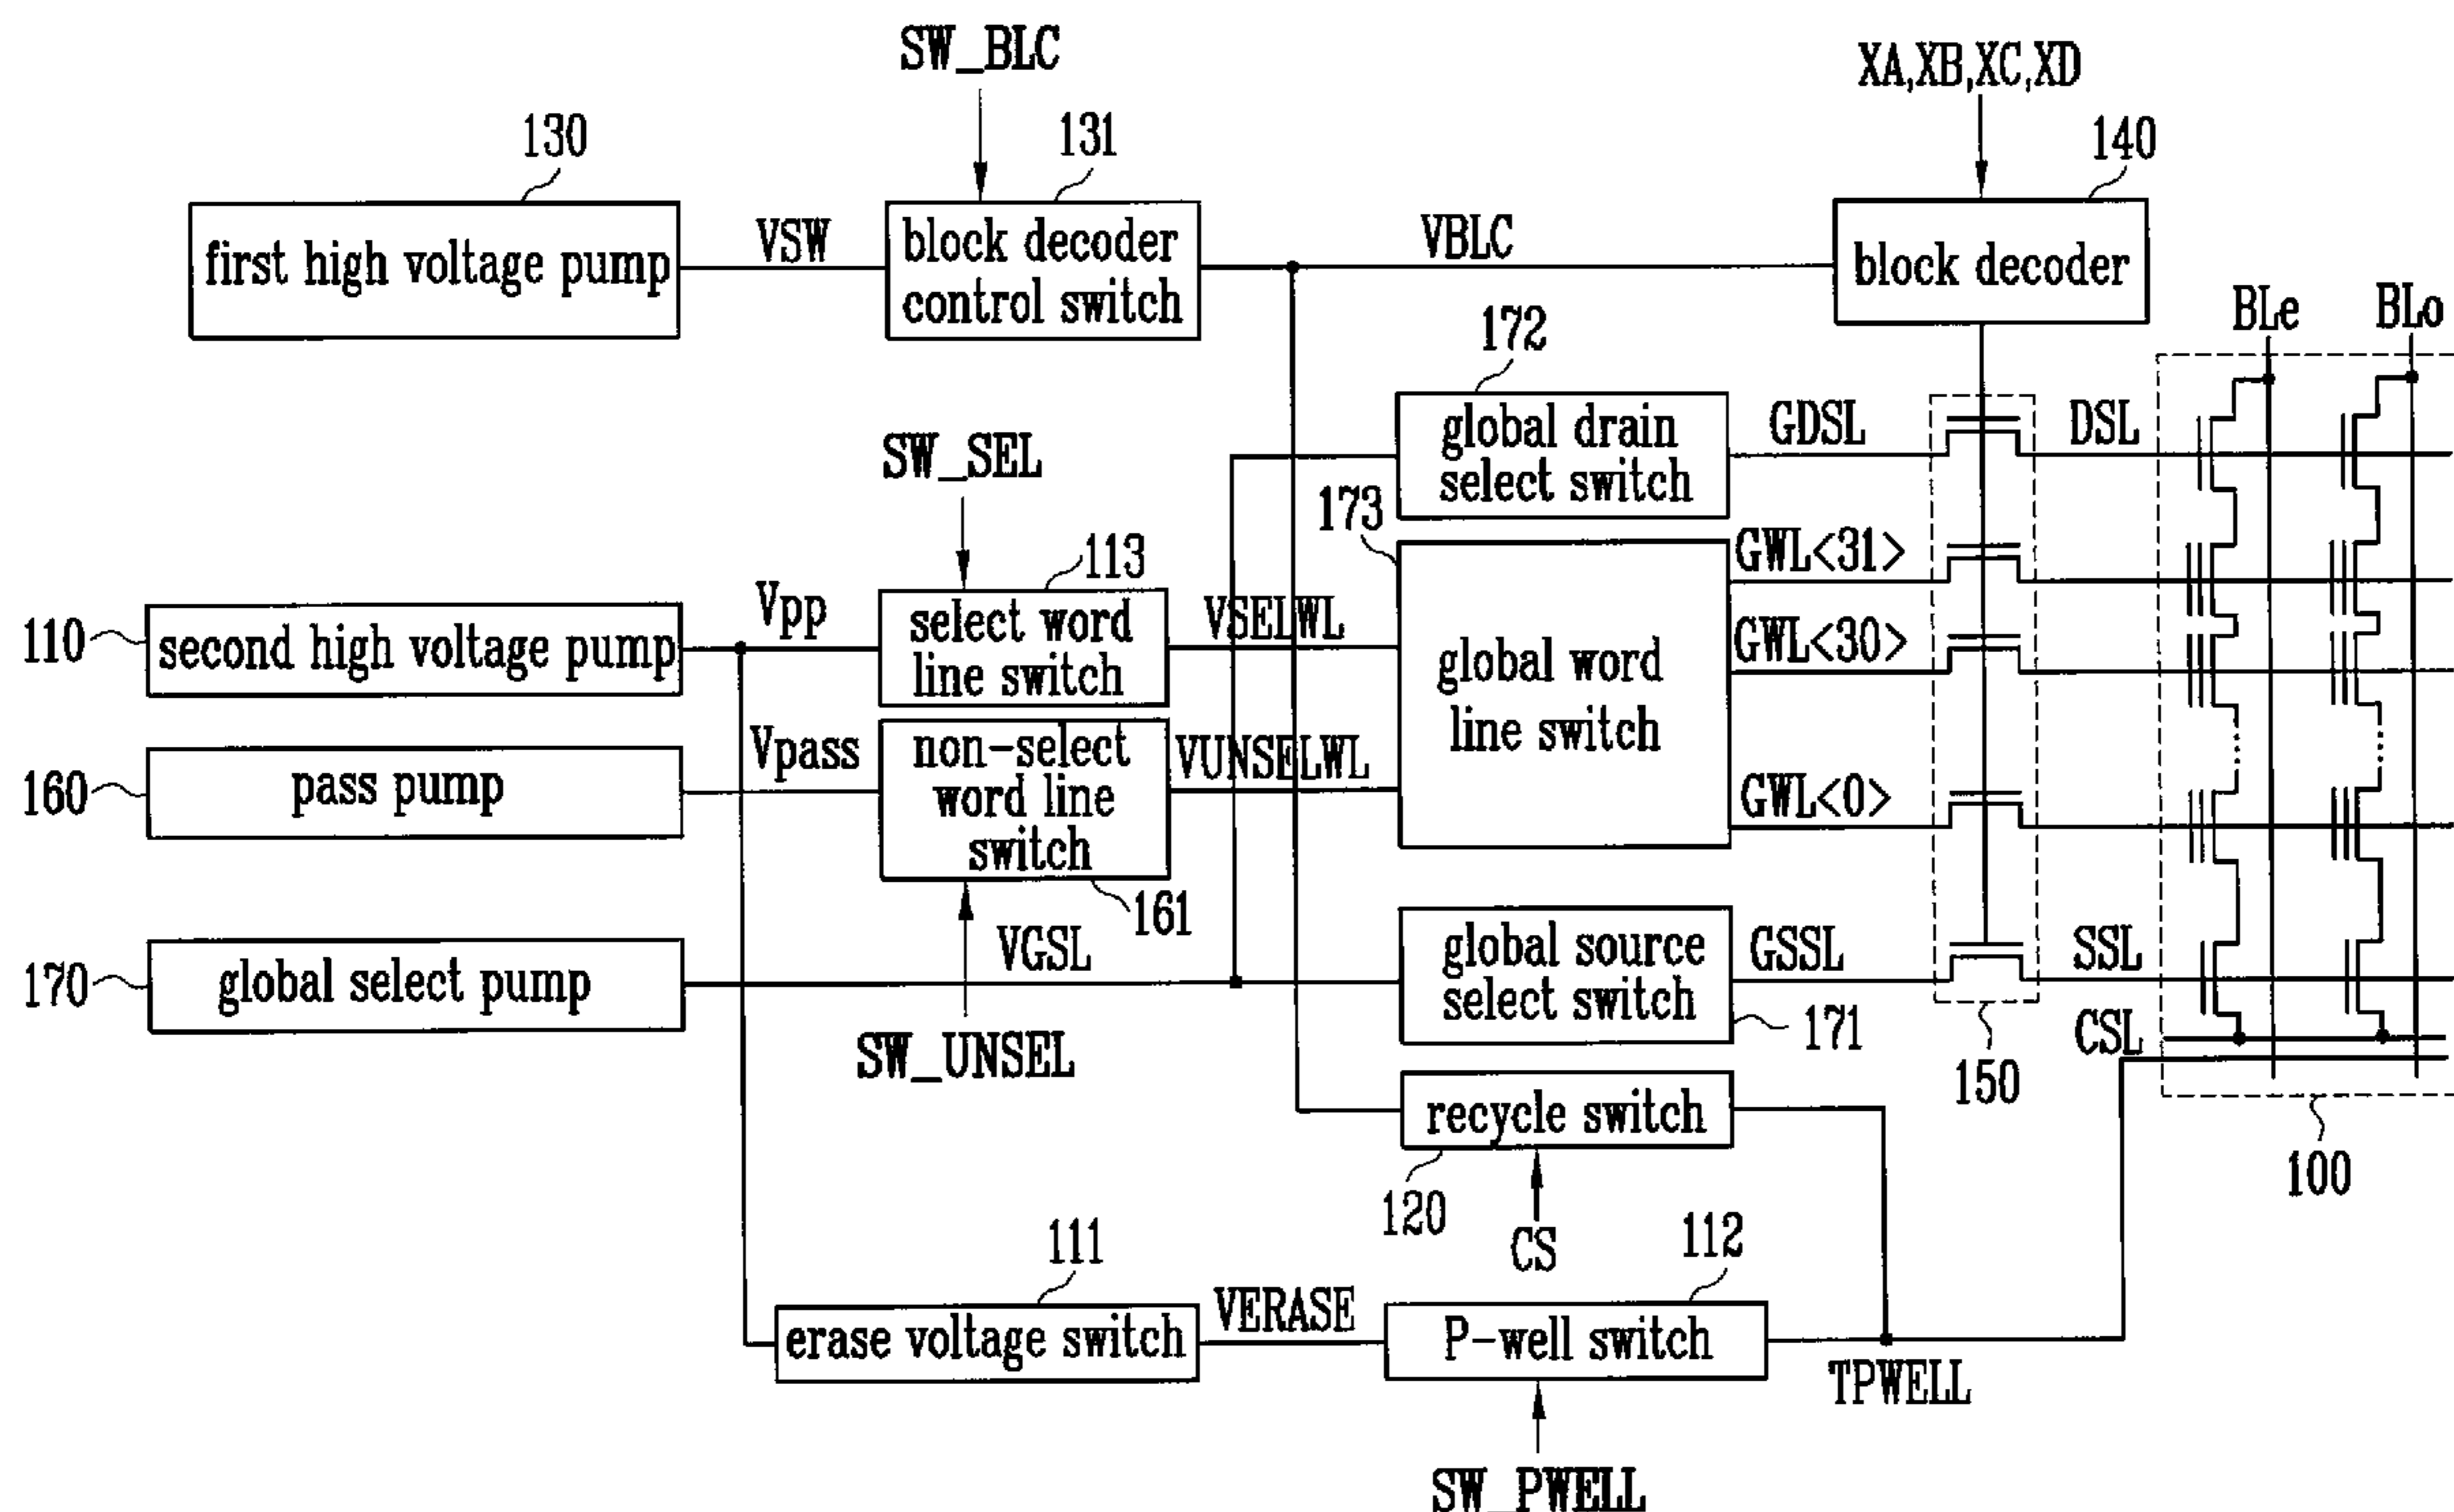 SW_BLC
XA,XB,XC,XD
130
131
140
first high voltage pump
VSW
block decoder
control switch
VBLC
block decoder
BLe
BLo
172
global drain
select switch
GDSL
DSL
SW_SEL
173
113
GWL<31>
110
second high voltage pump
Vpp
select word
line switch
VSELWL
global word
line switch
GWL<30>
160
pass pump
Vpass
non-select
word line
switch
VUNSELWL
GWL<0>
161
170
global select pump
VGSL
global source
select switch
GSSL
SSL
171
CSL
SW_UNSEL
150
recycle switch
100
120
CS
111
112
erase voltage switch
VERASE
P-well switch
TPWELL
SW_PWELL